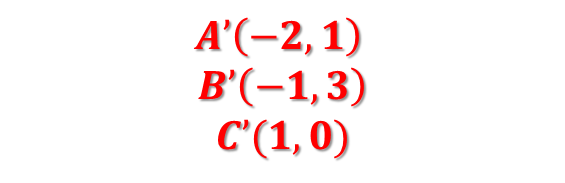 A’(−2, 1)
B’(−1, 3)
C’(1, 0)